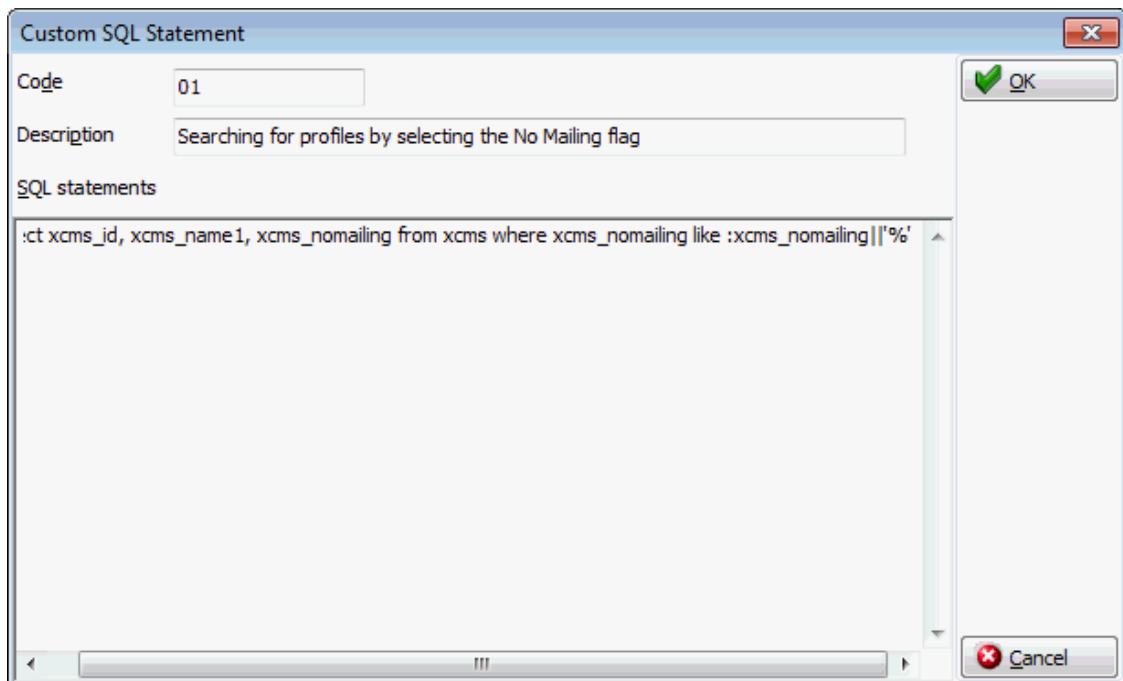 Custom SQL Statement
Code
01
OK
Description
Searching for profiles by selecting the No Mailing flag
SQL statements
ct xcms_id, xcms_name1, xcms_nomailing from xcms where xcms_nomailing like :xcms_nomailing||'%'
Cancel